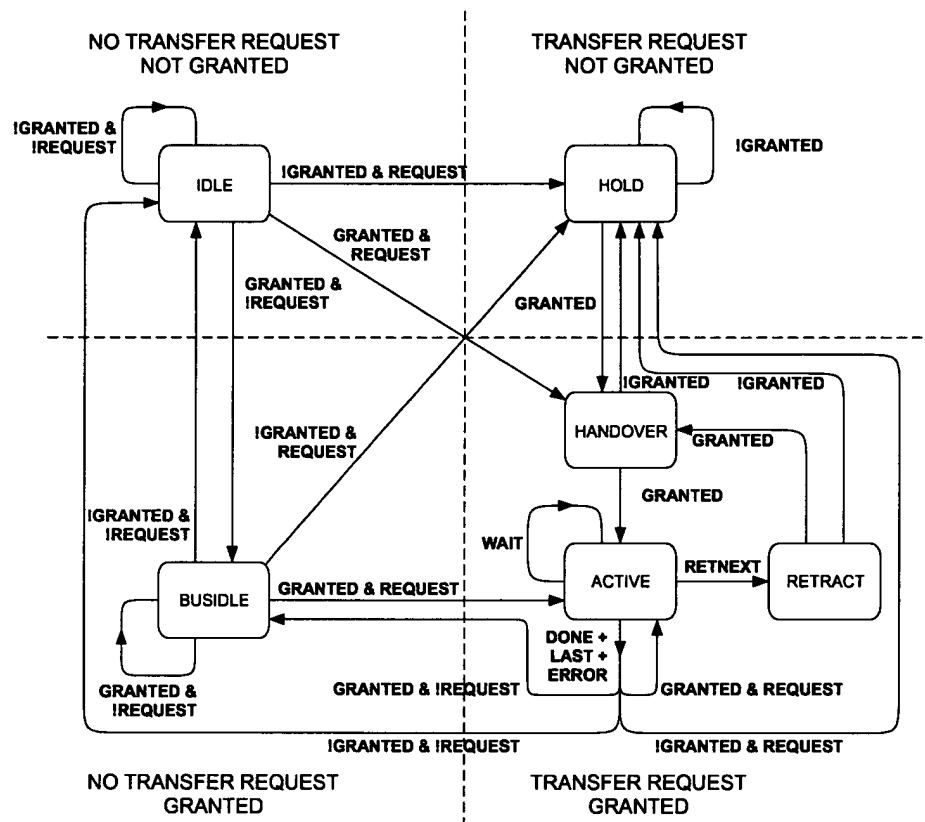 NO TRANSFER REQUEST
NOT GRANTED
TRANSFER REQUEST
NOT GRANTED
!GRANTED &
!REQUEST
IDLE
!GRANTED & REQUEST
HOLD
!GRANTED
GRANTED &
REQUEST
GRANTED &
!REQUEST
GRANTED
!GRANTED
!GRANTED
!GRANTED &
REQUEST
HANDOVER
GRANTED
GRANTED
!GRANTED &
!REQUEST
WAIT
ACTIVE
RETNEXT
RETRACT
BUSIDLE
GRANTED & REQUEST
DONE +
LAST +
ERROR
GRANTED &
!REQUEST
GRANTED & !REQUEST
GRANTED & REQUEST
!GRANTED & !REQUEST
!GRANTED & REQUEST
NO TRANSFER REQUEST
GRANTED
TRANSFER REQUEST
GRANTED